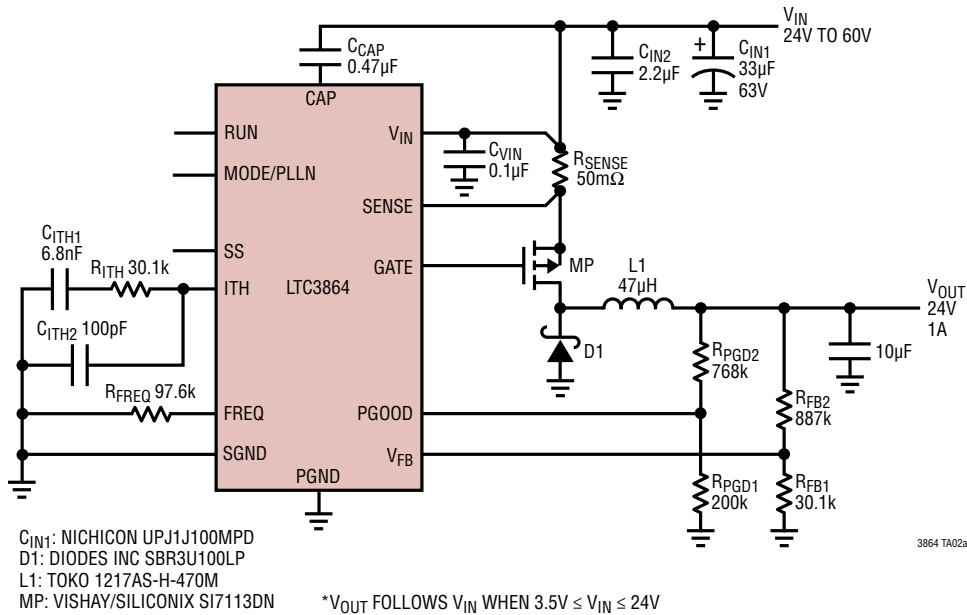 VIN
24V TO 60V
CCAP
0.47µF
CIN2
2.2µF
+
CIN1
33µF
63V
CAP
RUN
VIN
CVIN
0.1µF
RSENSE
50mΩ
MODE/PLLN
SENSE
CITH1
6.8nF
SS
RITH 30.1k
ITH
LTC3864
GATE
MP
L1
47µH
VOUT
24V
1A
CITH2 100pF
D1
RPGD2
768k
10µF
RFREQ 97.6k
FREQ
PGOOD
RFB2
887k
SGND
VFB
PGND
RPGD1
200k
RFB1
30.1k
CIN1: NICHICON UPJ1J100MPD
D1: DIODES INC SBR3U100LP
L1: TOKO 1217AS-H-470M
MP: VISHAY/SILICONIX SI7113DN
*VOUT FOLLOWS VIN WHEN 3.5V ≤ VIN ≤ 24V
3864 TA02a